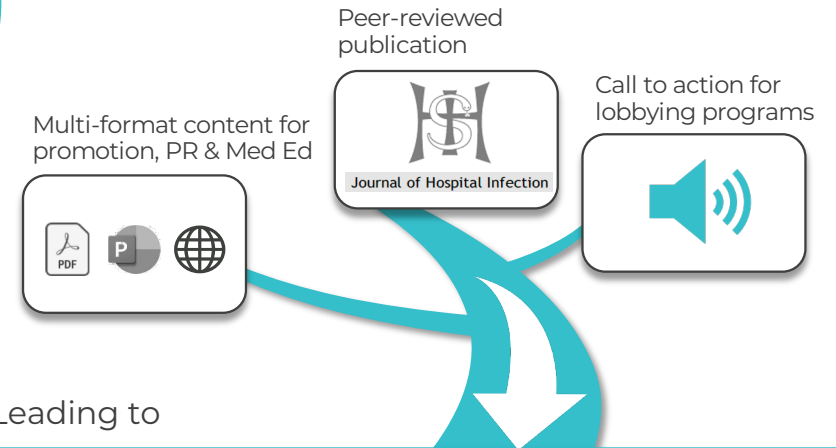 Peer-reviewed
publication
Call to action for
lobbying programs
Multi-format content for
promotion, PR & Med Ed
HIS
Journal of Hospital Infection
PDF
P
Leading to